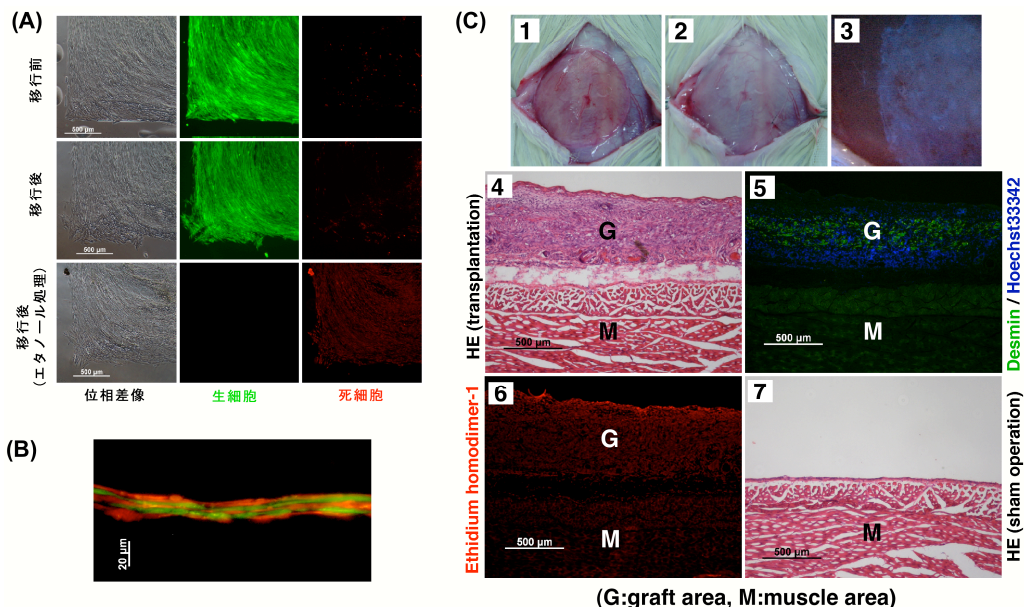 (A)
移行前
500 µm
移行後
500 µm
移行後
(エタノール処理)
500 µm
位相差像
生細胞
死細胞
(B)
20 µm
(C)
1
2
3
4
G
M
500 µm
HE (transplantation)
5
G
M
500 µm
Desmin / Hoechst33342
6
G
M
500 µm
Ethidium homodimer-1
7
M
500 µm
HE (sham operation)
(G:graft area, M:muscle area)